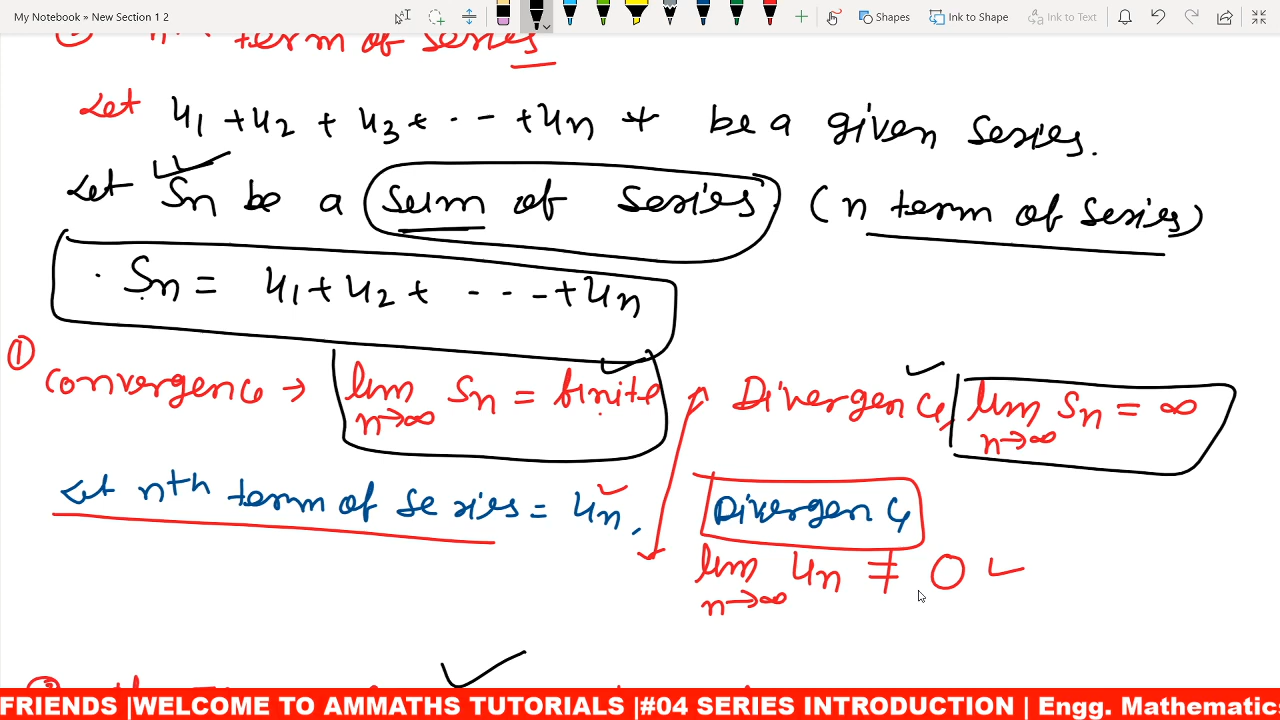 My Notebook » New Section 1 2
Shapes
Ink to Shape
Ink to Text
term of series
Let u1 + u2 + u3 + ... + un + be a given series.
Let Sn be a sum of series (n term of series)
Sn = u1 + u2 + ... + un
① Convergence → lim n→∞ Sn = finite Divergence, lim n→∞ Sn = ∞
Let nth term of series = un, Divergence
lim n→∞ un ≠ 0
FRIENDS |WELCOME TO AMMATHS TUTORIALS |#04 SERIES INTRODUCTION | Engg. Mathematic